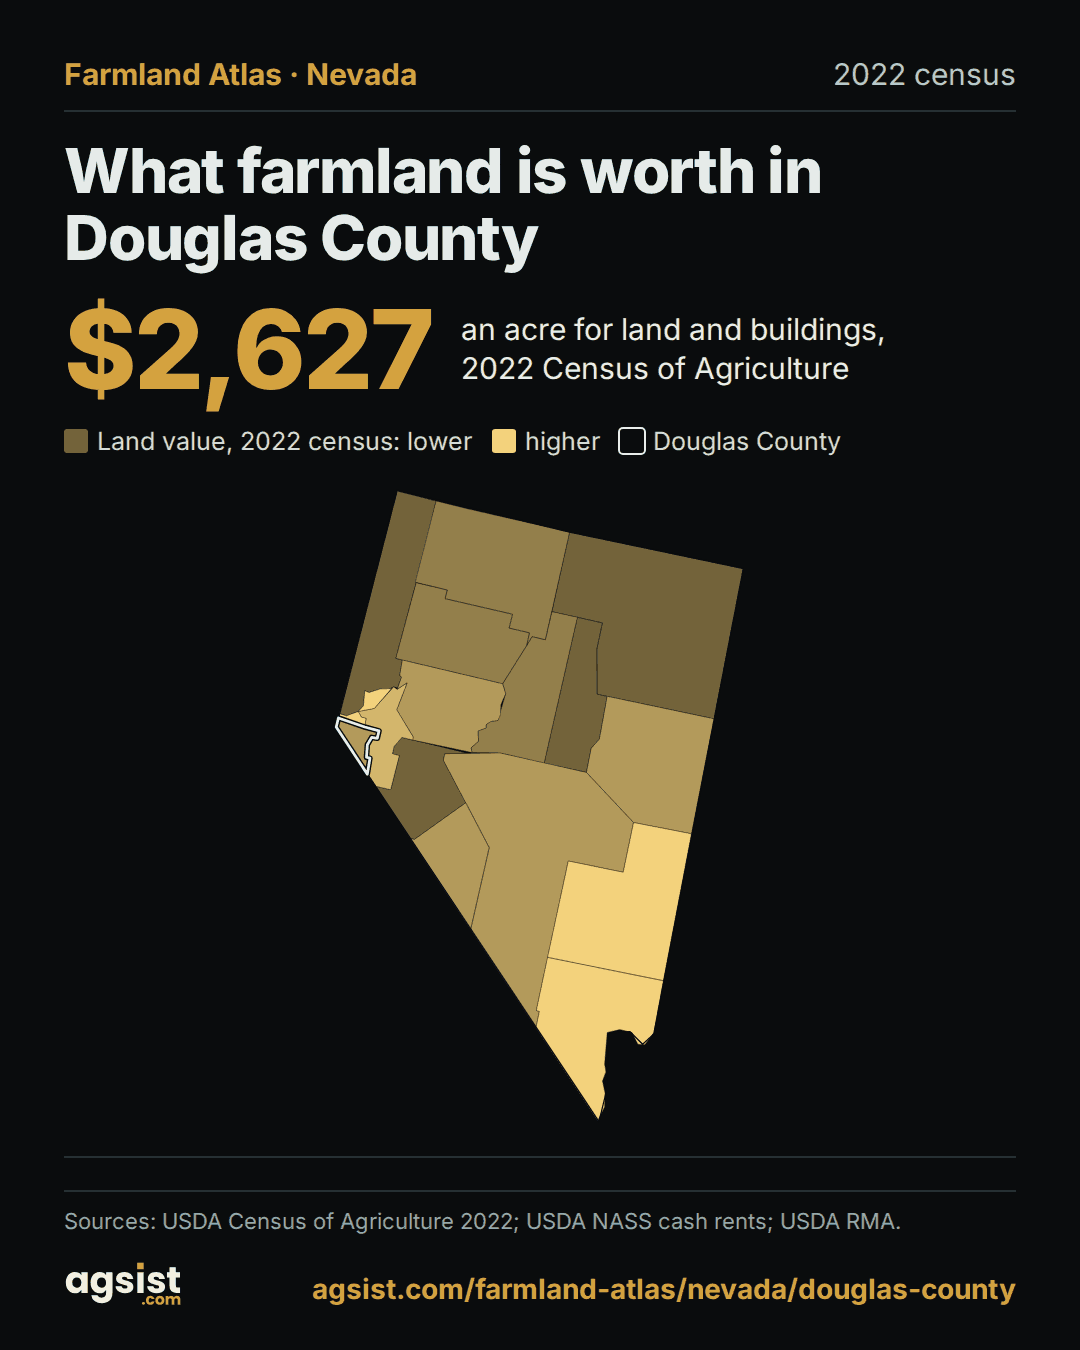 Farmland Atlas · Nevada
2022 census
What farmland is worth in
Douglas County
$2,627
an acre for land and buildings,
2022 Census of Agriculture
Land value, 2022 census: lower
higher
Douglas County
Sources: USDA Census of Agriculture 2022; USDA NASS cash rents; USDA RMA.
agsist
.com
agsist.com/farmland-atlas/nevada/douglas-county